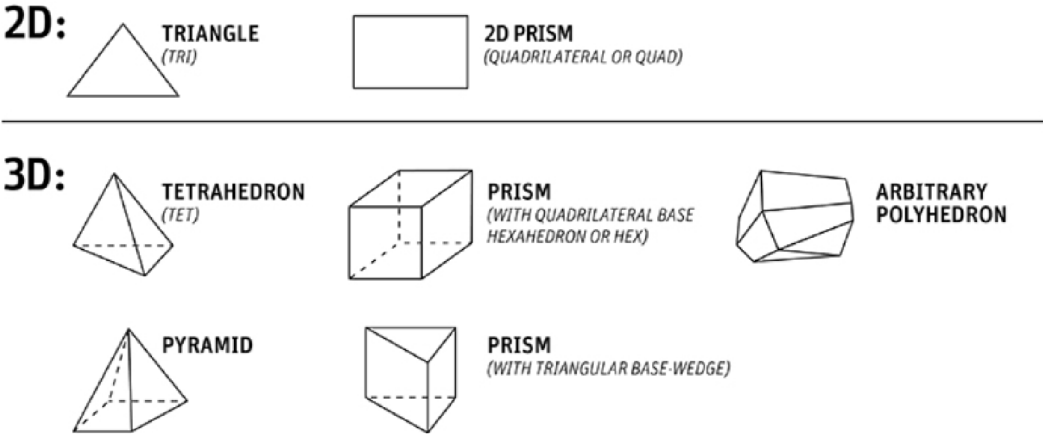 2D:
TRIANGLE
(TRI)
2D PRISM
(QUADRILATERAL OR QUAD)
3D:
TETRAHEDRON
(TET)
PRISM
(WITH QUADRILATERAL BASE
HEXAHEDRON OR HEX)
ARBITRARY
POLYHEDRON
PYRAMID
PRISM
(WITH TRIANGULAR BASE-WEDGE)